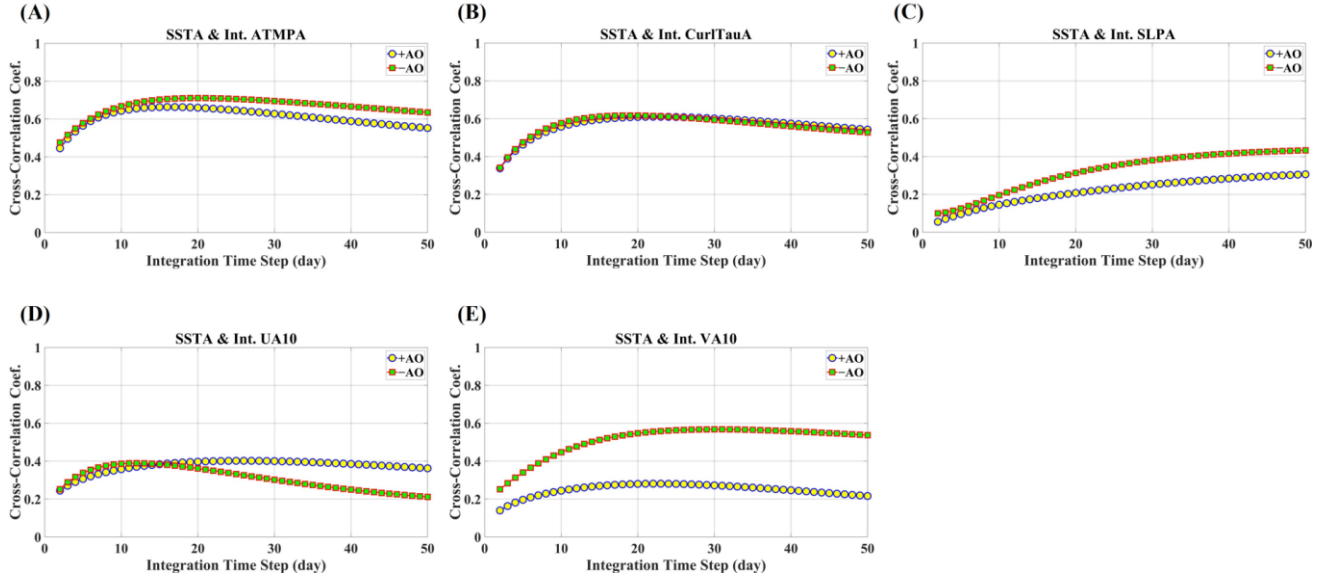 (A)
SSTA & Int. ATMPA
Cross-Correlation Coef.
1
0.8
0.6
0.4
0.2
0
+AO
−AO
0 10 20 30 40 50
Integration Time Step (day)
(B)
SSTA & Int. CurlTauA
Cross-Correlation Coef.
1
0.8
0.6
0.4
0.2
0
+AO
−AO
0 10 20 30 40 50
Integration Time Step (day)
(C)
SSTA & Int. SLPA
Cross-Correlation Coef.
1
0.8
0.6
0.4
0.2
0
+AO
−AO
0 10 20 30 40 50
Integration Time Step (day)
(D)
SSTA & Int. UA10
Cross-Correlation Coef.
1
0.8
0.6
0.4
0.2
0
+AO
−AO
0 10 20 30 40 50
Integration Time Step (day)
(E)
SSTA & Int. VA10
Cross-Correlation Coef.
1
0.8
0.6
0.4
0.2
0
+AO
−AO
0 10 20 30 40 50
Integration Time Step (day)